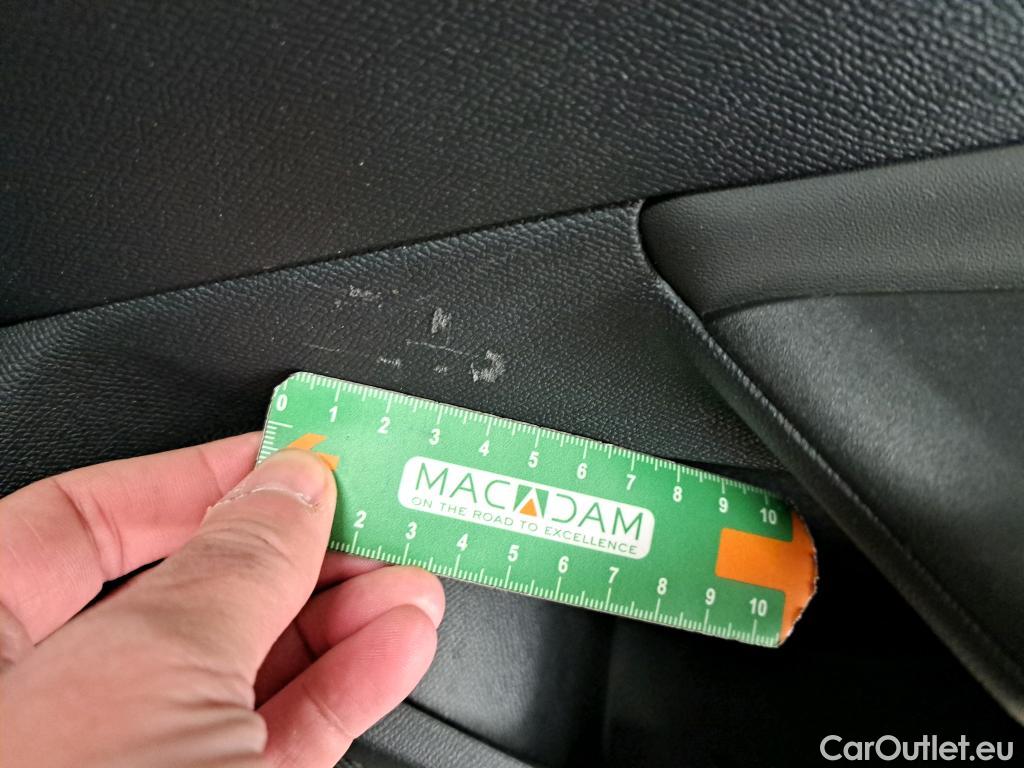 0 1 2 3 4 5 6 7 8 9 10
MACADAM
ON THE ROAD TO EXCELLENCE
2 3 4 5 6 7 8 9 10
CarOutlet.eu